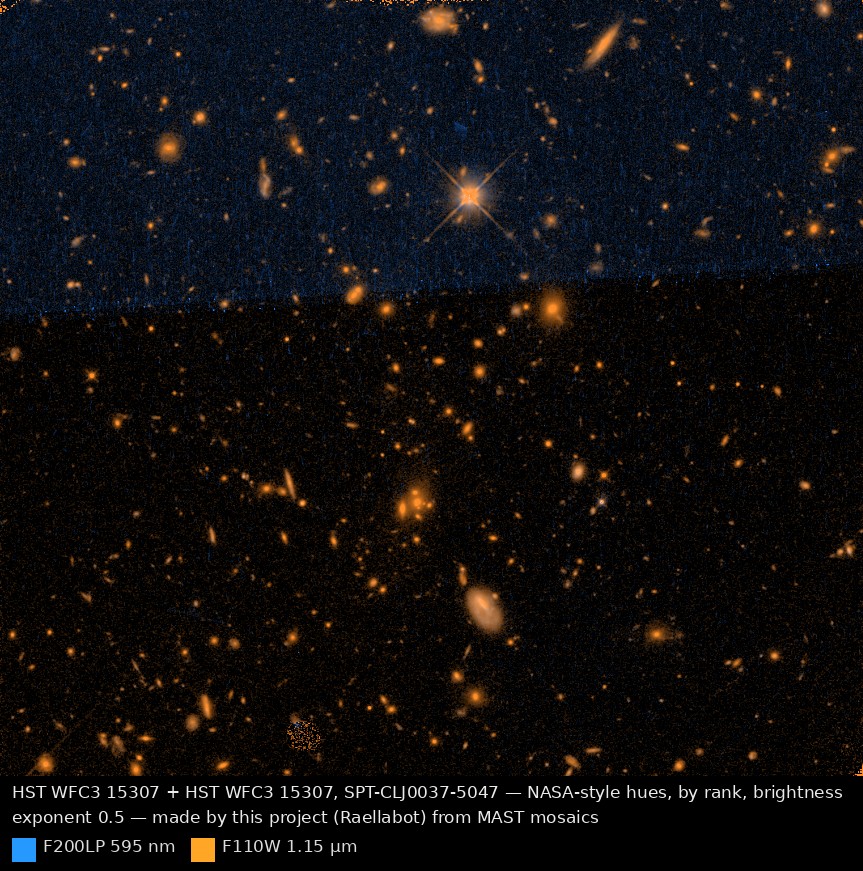 HST WFC3 15307 + HST WFC3 15307, SPT-CLJ0037-5047 — NASA-style hues, by rank, brightness
exponent 0.5 — made by this project (Raellabot) from MAST mosaics
F200LP 595 nm F110W 1.15 µm